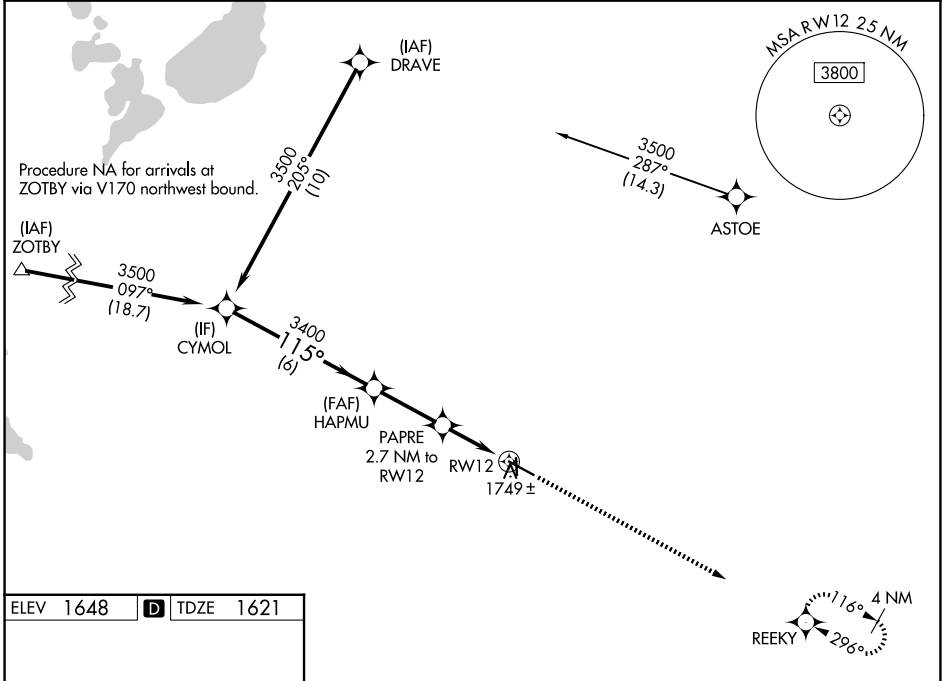 (IAF)
DRAVE
MSA RW12 25 NM
3800
3500
205°
(10)
3500
287°
(14.3)
ASTOE
Procedure NA for arrivals at
ZOTBY via V170 northwest bound.
(IAF)
ZOTBY
3500
097°
(18.7)
(IF)
CYMOL
3400
115°
(6)
(FAF)
HAPMU
PAPRE
2.7 NM to
RW12
RW12
1749 ±
ELEV 1648 D TDZE 1621
REEKY
116°
4 NM
296°